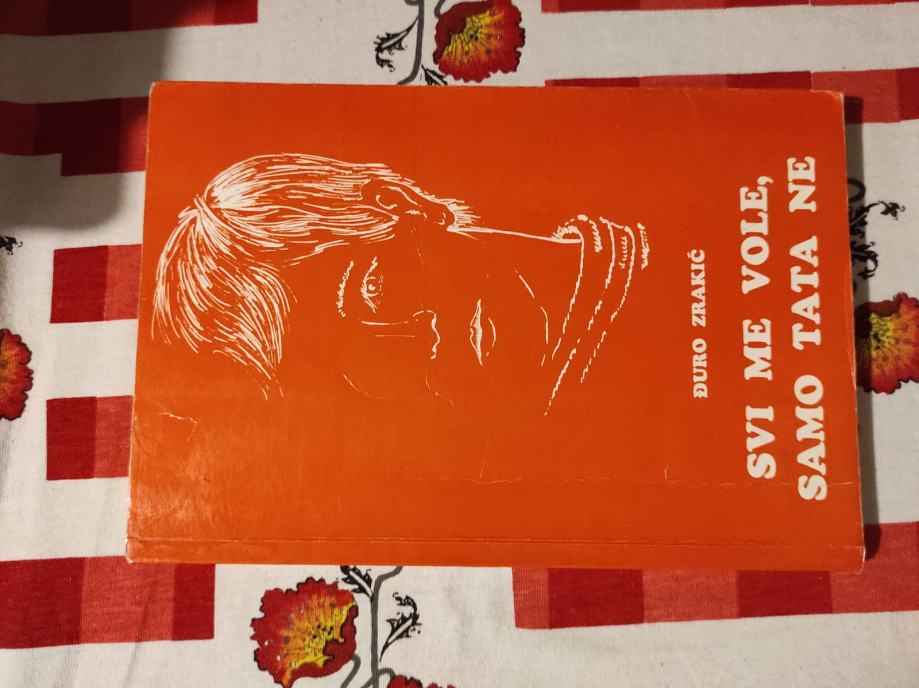 ĐURO ZRAKIĆ
SVI ME VOLE,
SAMO TATA NE